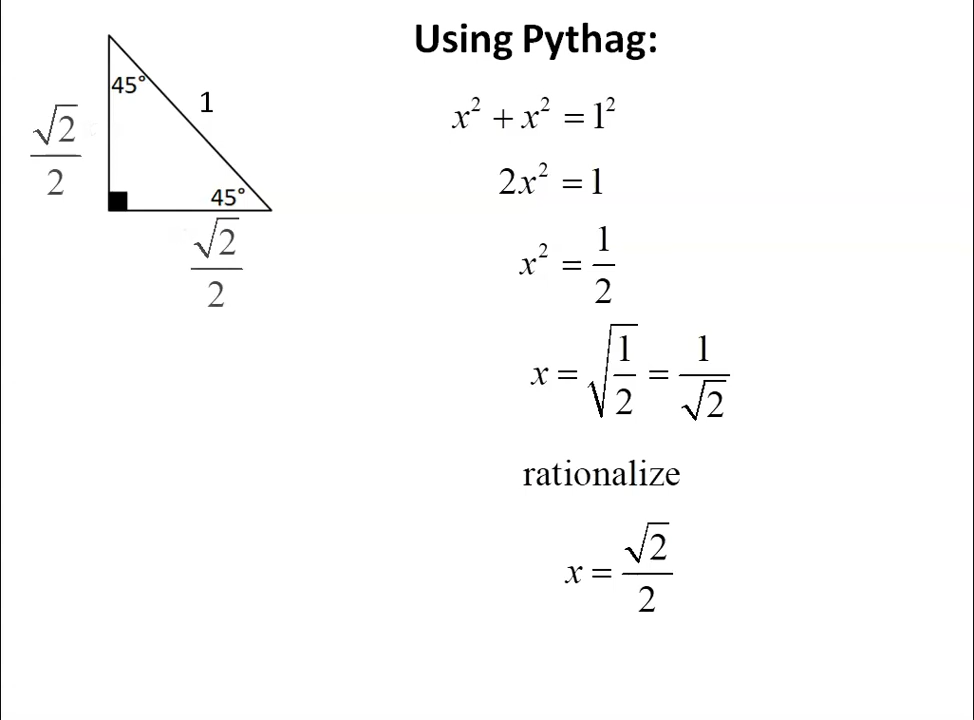 Using Pythag:
45°
1
√2/2
45°
√2/2
x² + x² = 1²
2x² = 1
x² = 1/2
x = √(1/2) = 1/√2
rationalize
x = √2/2